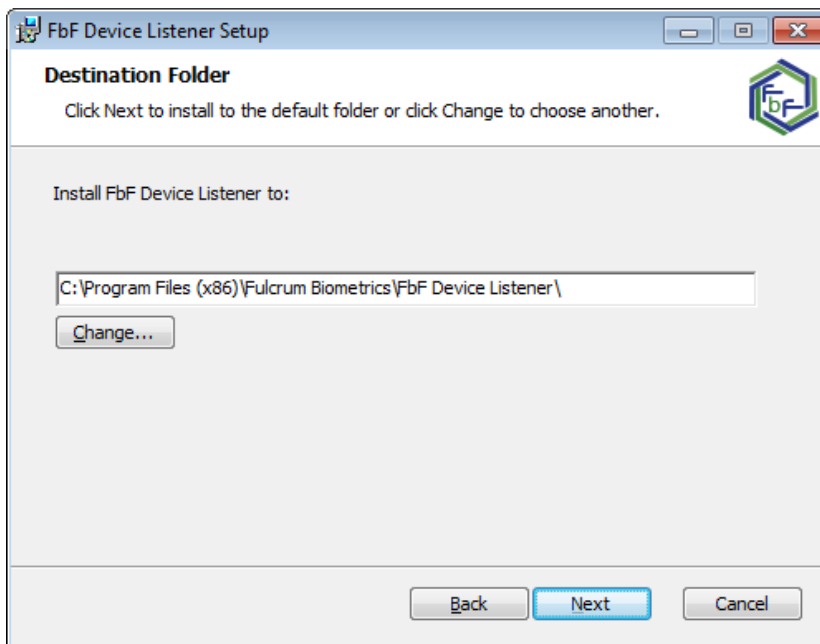 FbF Device Listener Setup
Destination Folder
Click Next to install to the default folder or click Change to choose another.
FbF
Install FbF Device Listener to:
C:\Program Files (x86)\Fulcrum Biometrics\FbF Device Listener\
Change...
Back
Next
Cancel